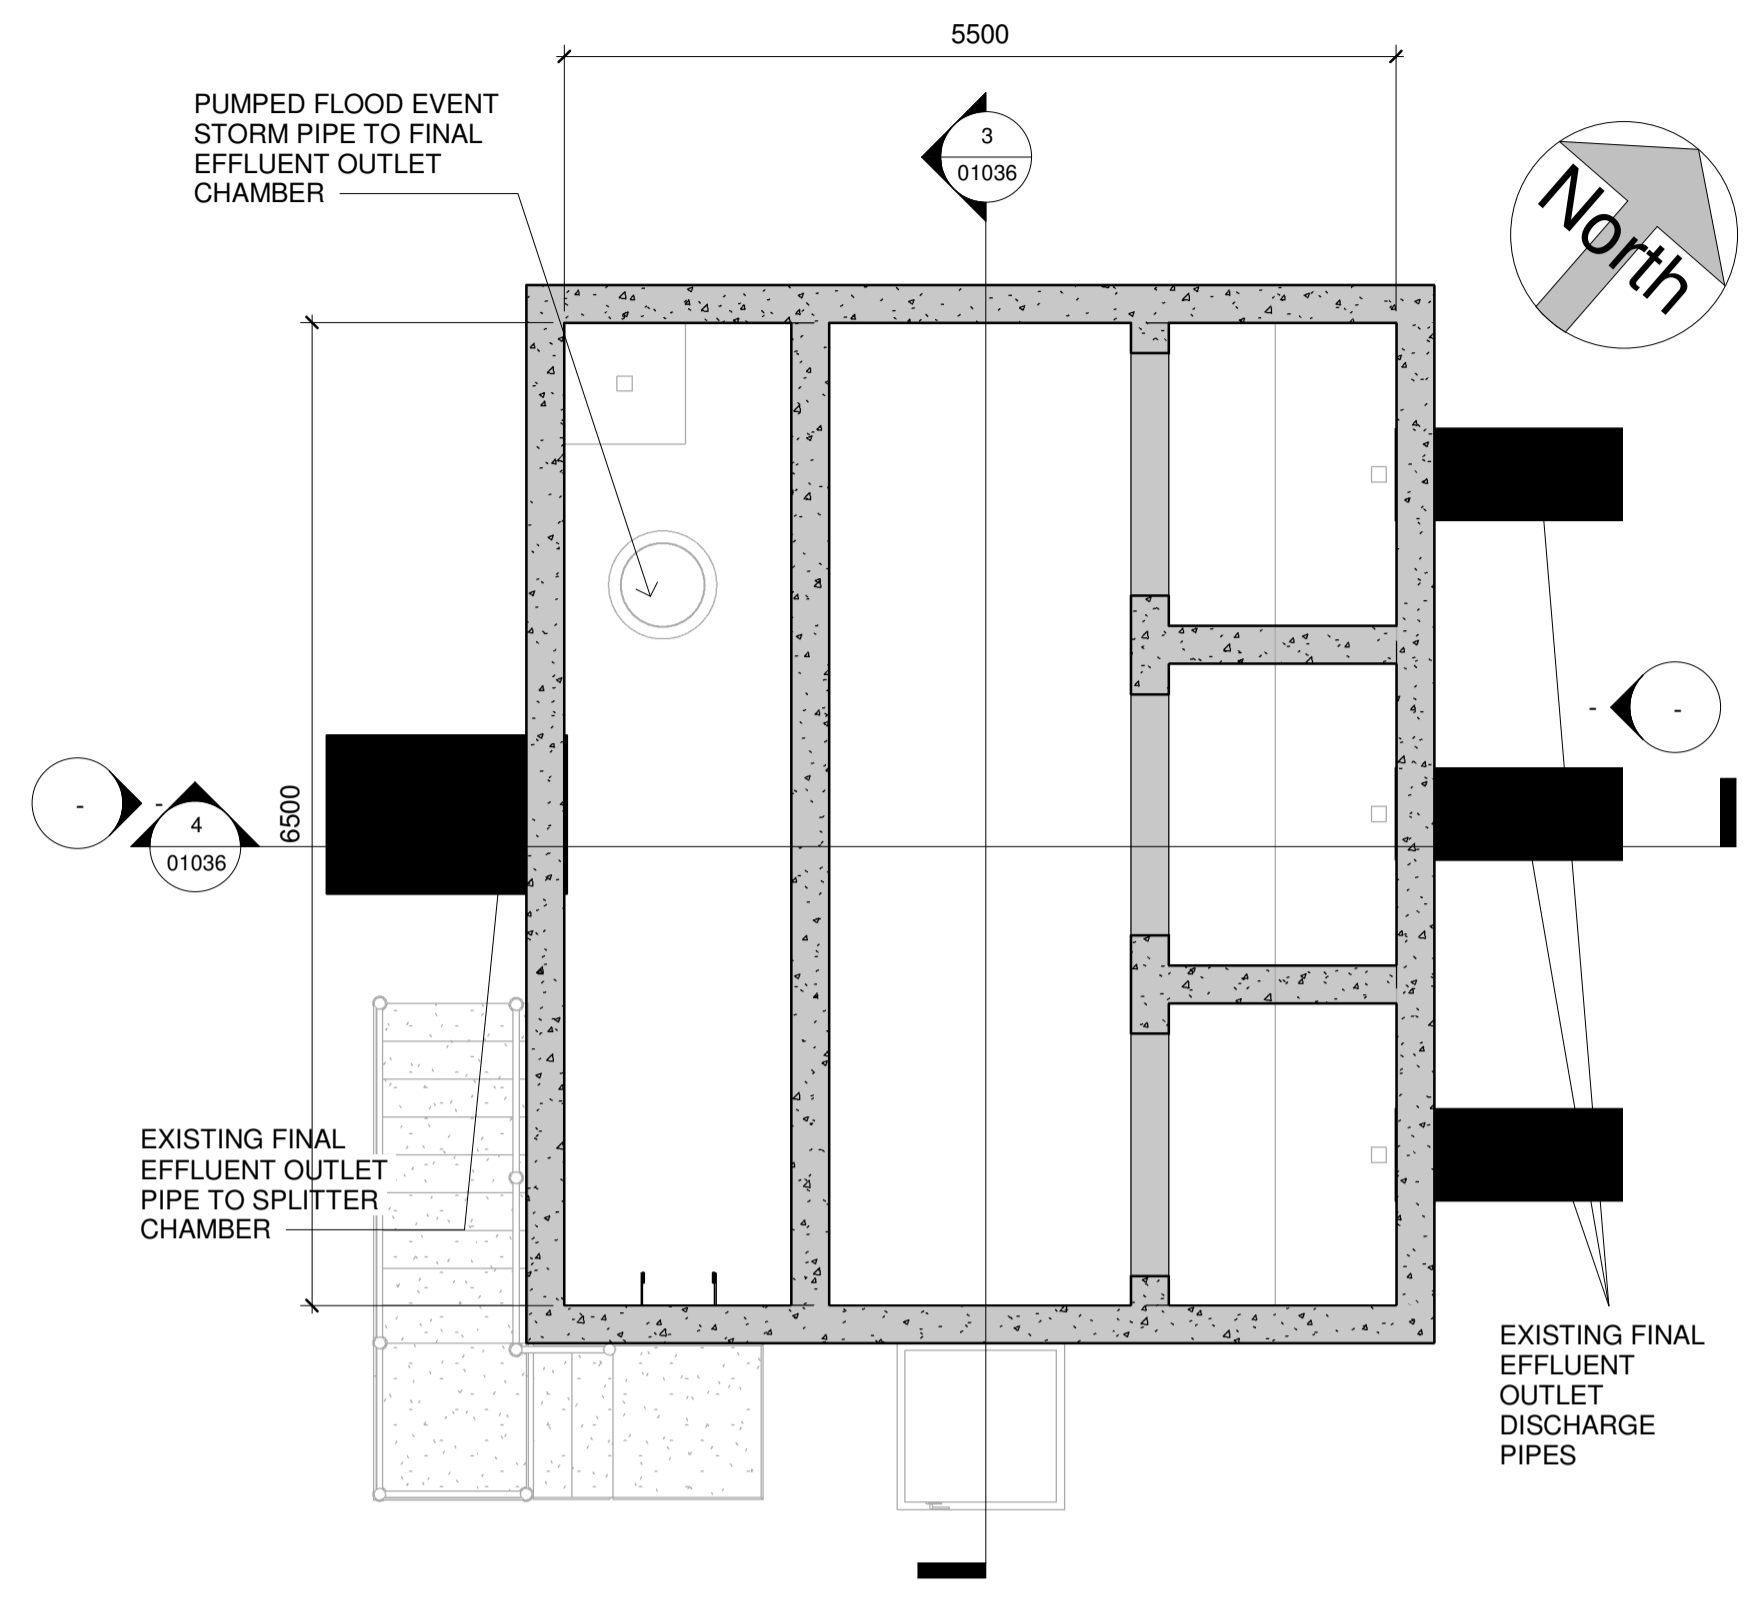 5500
PUMPED FLOOD EVENT
STORM PIPE TO FINAL
EFFLUENT OUTLET
CHAMBER
3
01036
North
-
-
-
-
4
01036
6500
EXISTING FINAL
EFFLUENT OUTLET
PIPE TO SPLITTER
CHAMBER
EXISTING FINAL
EFFLUENT
OUTLET
DISCHARGE
PIPES